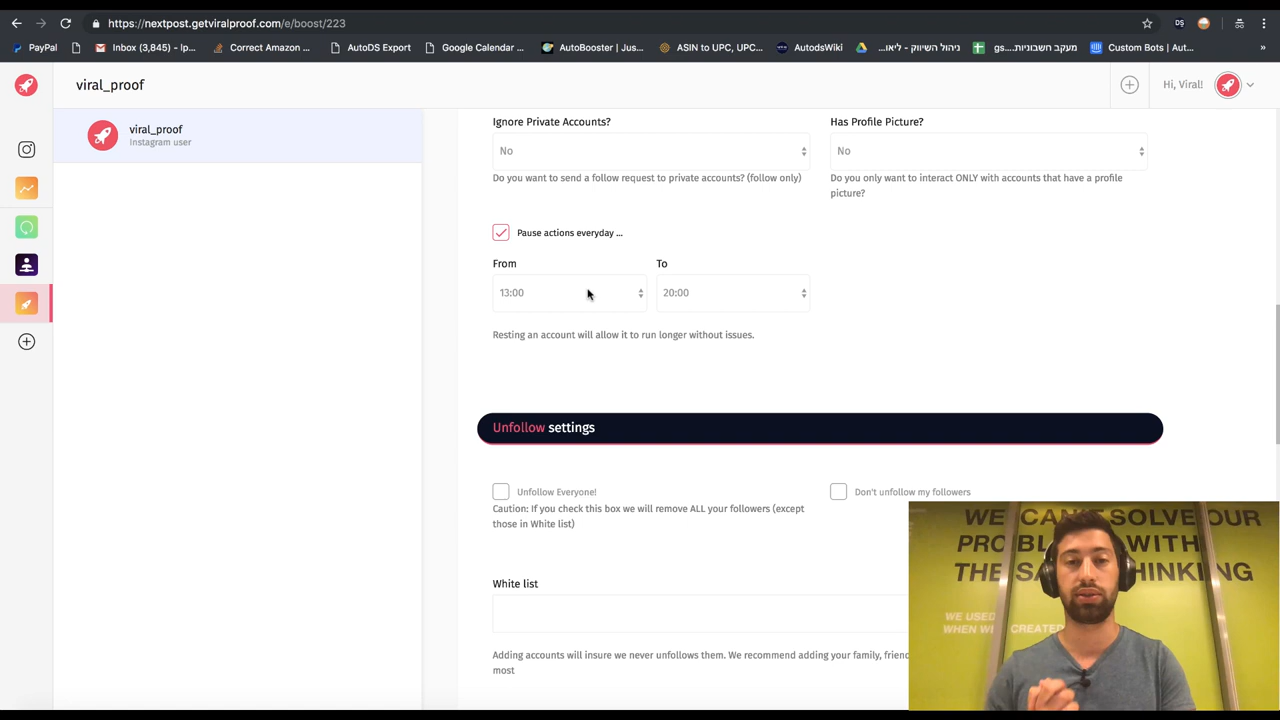 https://nextpost.getviralproof.com/e/boost/223
PayPal
Inbox (3,845) - Ip...
Correct Amazon ...
AutoDS Export
Google Calendar ...
AutoBooster | Jus...
ASIN to UPC, UPC...
AutodsWiki
ניהול השיווק - ליאו...
מעקב חשבוניות...gs
Custom Bots | Aut...
»
viral_proof
Hi, Viral!
viral_proof
Instagram user
Ignore Private Accounts?
Has Profile Picture?
No
No
Do you want to send a follow request to private accounts? (follow only)
Do you only want to interact ONLY with accounts that have a profile
picture?
Pause actions everyday ...
From
To
13:00
20:00
Resting an account will allow it to run longer without issues.
Unfollow settings
Unfollow Everyone!
Don't unfollow my followers
Caution: If you check this box we will remove ALL your followers (except
those in White list)
White list
Adding accounts will insure we never unfollows them. We recommend adding your family, friend
most
WE CAN'T SOLVE OUR
PROBL WITH
THE SA THINKING
WE USED
WHEN WE CREATED